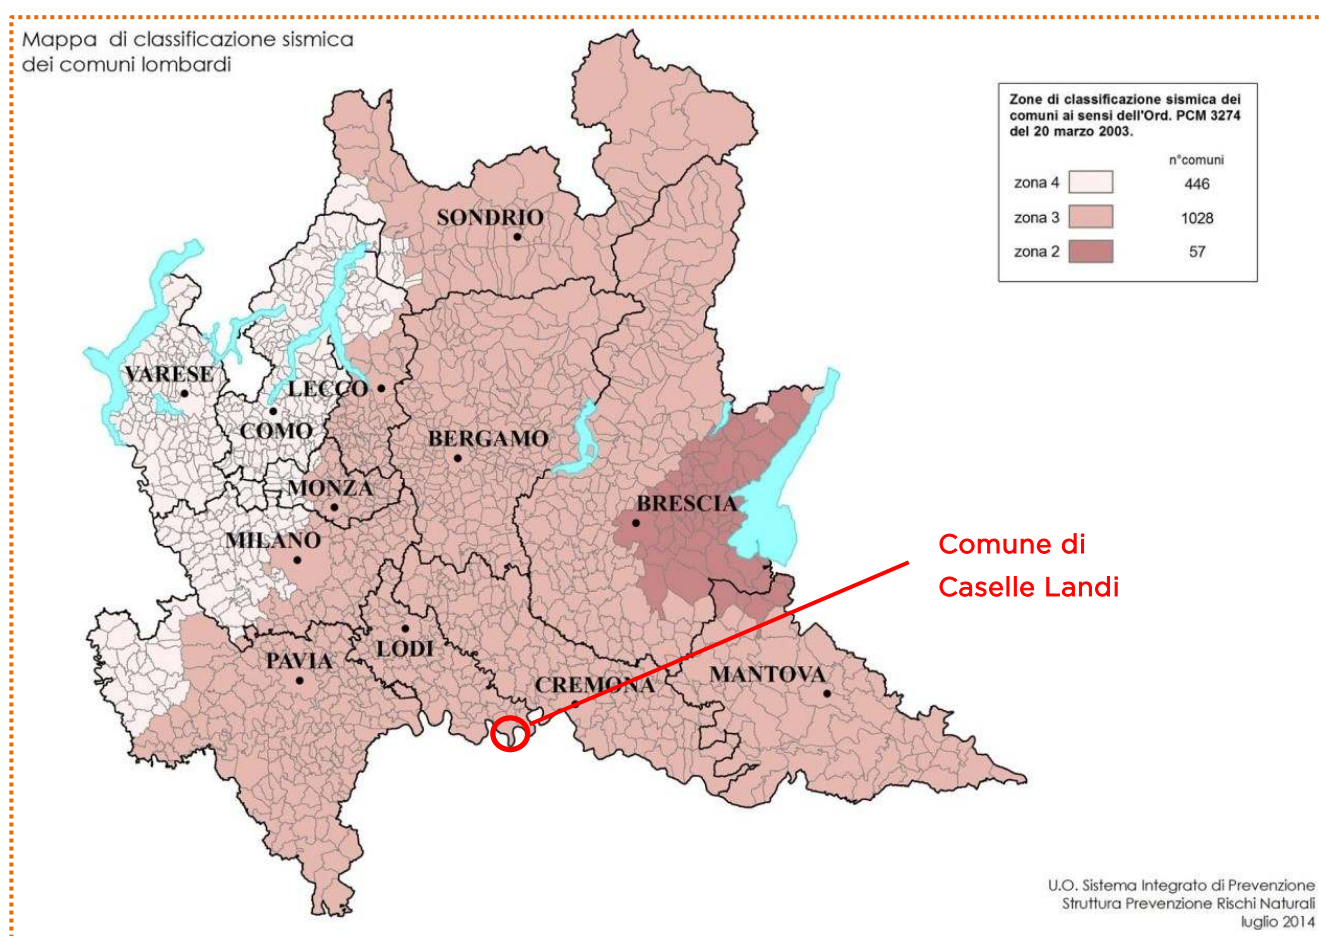 Mappa di classificazione sismica
dei comuni lombardi
Zone di classificazione sismica dei
comuni ai sensi dell'Ord. PCM 3274
del 20 marzo 2003.
n°comuni
zona 4 446
zona 3 1028
zona 2 57
SONDRIO
VARESE
LECCO
COMO
BERGAMO
MONZA
BRESCIA
MILANO
Comune di
Caselle Landi
LODI
PAVIA
CREMONA
MANTOVA
U.O. Sistema Integrato di Prevenzione
Struttura Prevenzione Rischi Naturali
luglio 2014